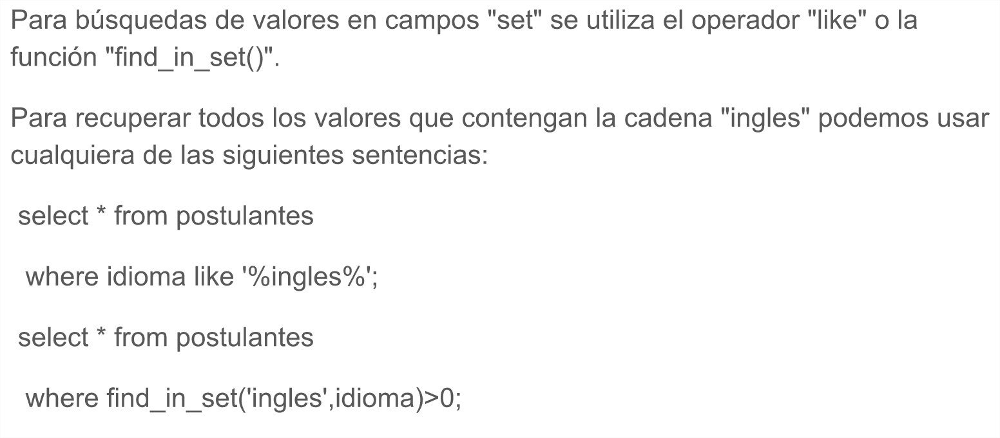 Para búsquedas de valores en campos "set" se utiliza el operador "like" o la
función "find_in_set()".
Para recuperar todos los valores que contengan la cadena "ingles" podemos usar
cualquiera de las siguientes sentencias:
select * from postulantes
where idioma like '%ingles%';
select * from postulantes
where find_in_set('ingles',idioma)>0;